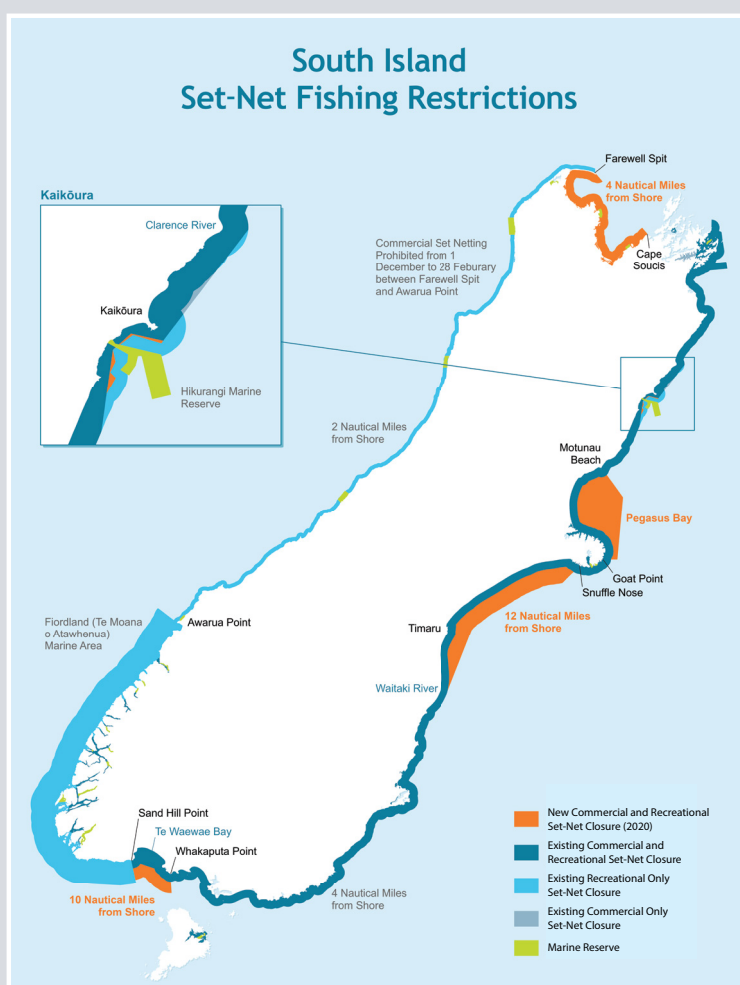 South Island
Set-Net Fishing Restrictions
Farewell Spit
4 Nautical Miles
from Shore
Kaikōura
Clarence River
Commercial Set Netting
Prohibited from 1
December to 28 Feburary
between Farewell Spit
and Awarua Point
Cape
Soucis
Kaikōura
Hikurangi Marine
Reserve
2 Nautical Miles
from Shore
Motunau
Beach
Pegasus Bay
Goat Point
Snuffle Nose
12 Nautical Miles
from Shore
Fiordland (Te Moana
o Atawhenua)
Marine Area
Awarua Point
Timaru
Waitaki River
Sand Hill Point
Te Waewae Bay
Whakaputa Point
10 Nautical Miles
from Shore
4 Nautical Miles
from Shore
New Commercial and Recreational
Set-Net Closure (2020)
Existing Commercial and
Recreational Set-Net Closure
Existing Recreational Only
Set-Net Closure
Existing Commercial Only
Set-Net Closure
Marine Reserve